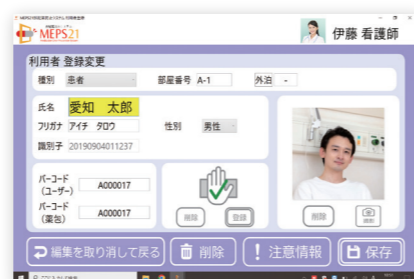 MEPS21
伊藤 看護師
利用者 登録変更
種別 患者 部屋番号 A-1 外泊 -
氏名 愛知 太郎
フリガナ アイチ タロウ 性別 男性
識別子 20190904011237
バーコード
(ユーザー) A000017
バーコード
(薬包) A000017
削除 登録
削除 撮影
編集を取り消して戻る 削除 注意情報 保存